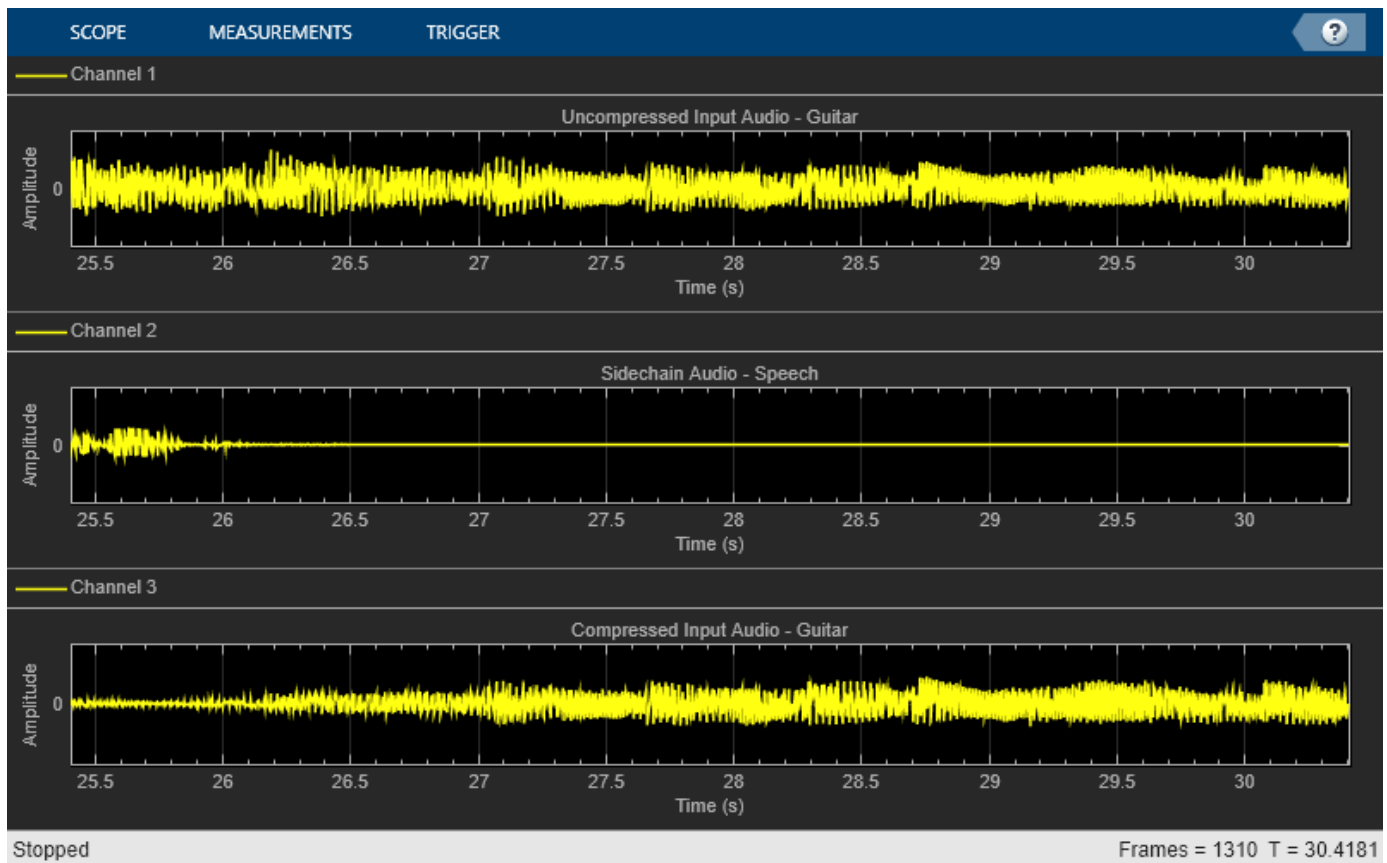 SCOPE MEASUREMENTS TRIGGER ?
Channel 1
Uncompressed Input Audio - Guitar
Amplitude
0
25.5 26 26.5 27 27.5 28 28.5 29 29.5 30
Time (s)
Channel 2
Sidechain Audio - Speech
Amplitude
0
25.5 26 26.5 27 27.5 28 28.5 29 29.5 30
Time (s)
Channel 3
Compressed Input Audio - Guitar
Amplitude
0
25.5 26 26.5 27 27.5 28 28.5 29 29.5 30
Time (s)
Stopped Frames = 1310 T = 30.4181